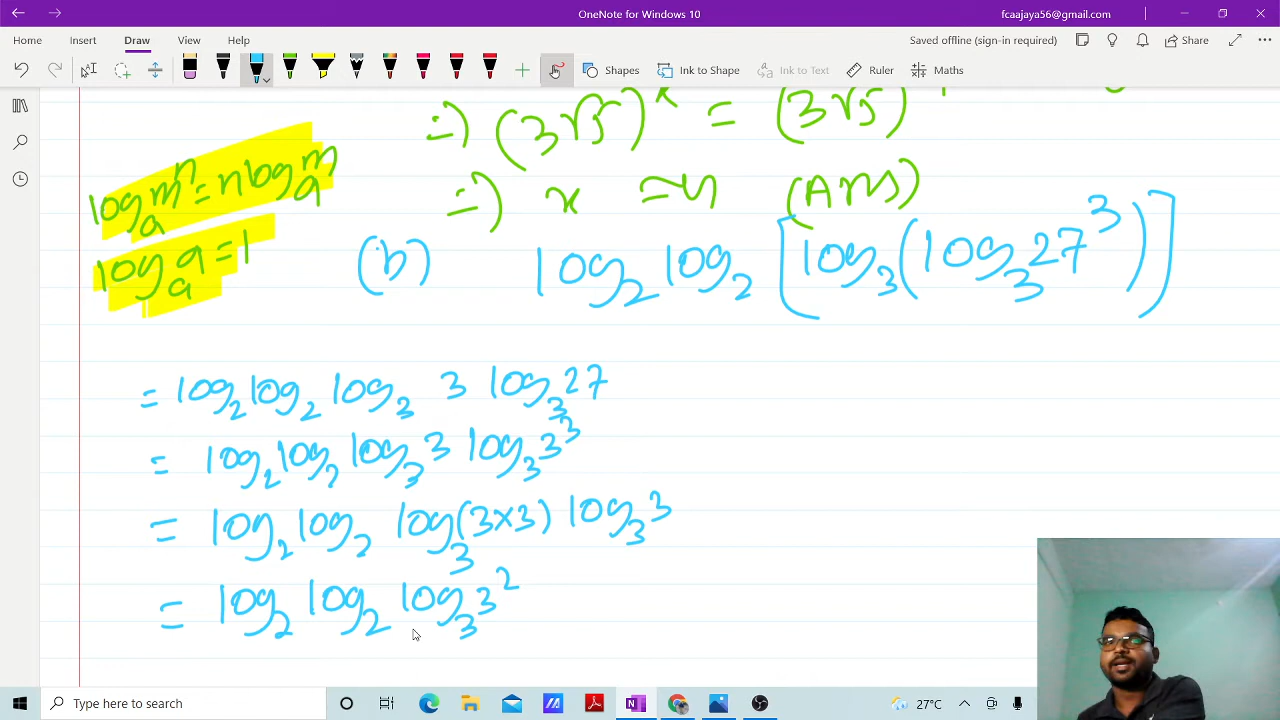 OneNote for Windows 10
fcaajaya56@gmail.com
Home Insert Draw View Help
Saved offline (sign-in required)
Share
Shapes
Ink to Shape
Ink to Text
Ruler
Math
=) (3√5)^x = (3√5)
=) x = 4 (Ans)
log_a m^n = n log_a m
log_a a = 1
(b) log_2 log_2 [log_3 (log_3 27^3)]
= log_2 log_2 log_3 3 log_3 27
= log_2 log_2 log_3 3 log_3 3^3
= log_2 log_2 log_3 (3×3) log_3 3
= log_2 log_2 log_3 3^2
Type here to search
27°C